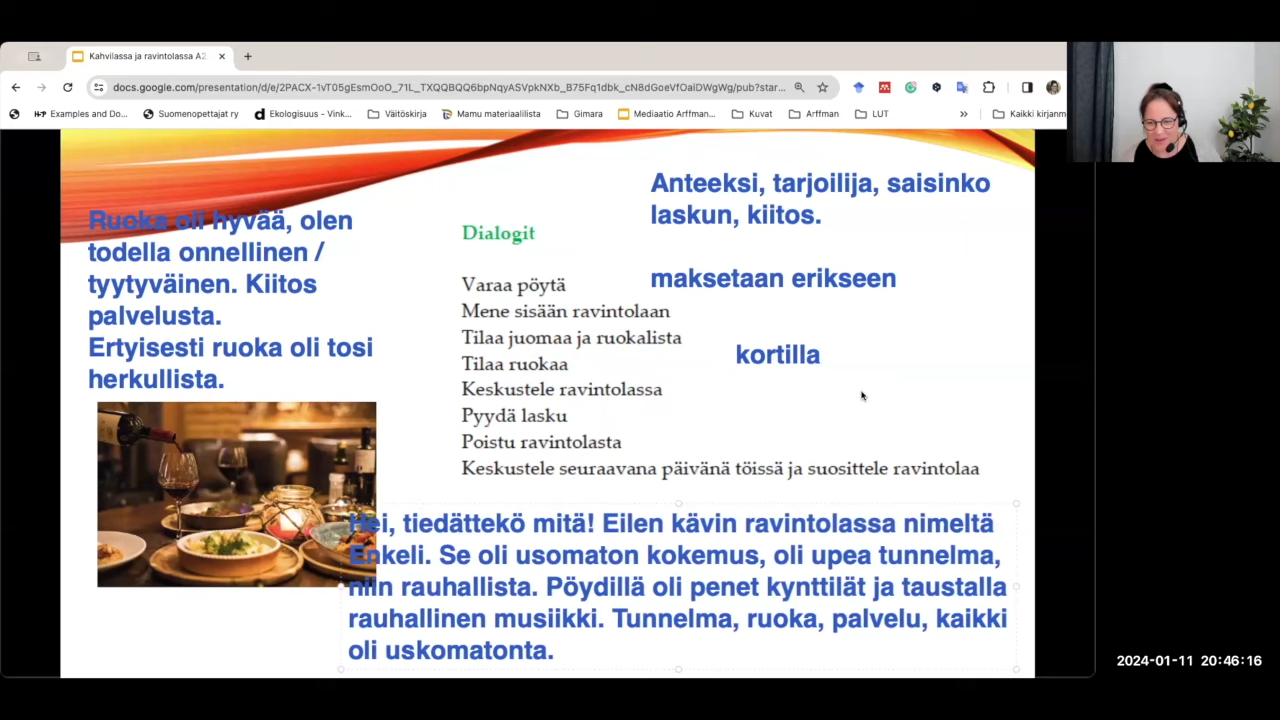 Kahvilassa ja ravintolassa A2
docs.google.com/presentation/d/e/2PACX-1vT05gEsmOoO_71L_TXQQBQQ6bpNqyASVpkNXb_B75Fq1dbk_cN8dGoeVfOaiDWgWg/pub?star...
Examples and Do...
Suomenopettajat ry
Ekologisuus - Vink...
Väitöskirja
Mamu materiaalilista
Gimara
Mediaatio Arffman...
Kuvat
Arffman
LUT
»
Kaikki kirjanm
Ruoka oli hyvää, olen
todella onnellinen /
tyytyväinen. Kiitos
palvelusta.
Ertyisesti ruoka oli tosi
herkullista.
Dialogit
Varaa pöytä
Mene sisään ravintolaan
Tilaa juomaa ja ruokalista
Tilaa ruokaa
Keskustele ravintolassa
Pyydä lasku
Poistu ravintolasta
Keskustele seuraavana päivänä töissä ja suosittele ravintolaa
Anteeksi, tarjoilija, saisinko
laskun, kiitos.
maksetaan erikseen
kortilla
Hei, tiedättekö mitä! Eilen kävin ravintolassa nimeltä
Enkeli. Se oli usomaton kokemus, oli upea tunnelma,
niin rauhallista. Pöydillä oli penet kynttilät ja taustalla
rauhallinen musiikki. Tunnelma, ruoka, palvelu, kaikki
oli uskomatonta.
2024-01-11 20:46:16